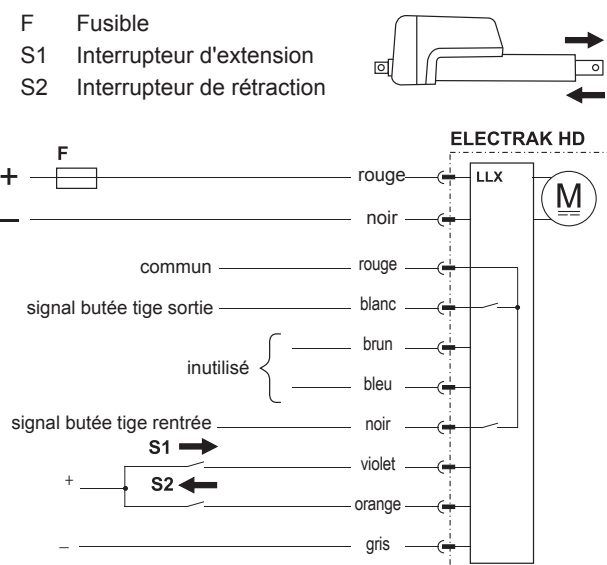 F Fusible
S1 Interrupteur d'extension
S2 Interrupteur de rétraction
ELECTRAK HD
+ F rouge LLX
M
– noir
commun rouge
signal butée tige sortie blanc
brun
inutilisé
bleu
signal butée tige rentrée noir
S1
violet
+ S2
orange
– gris